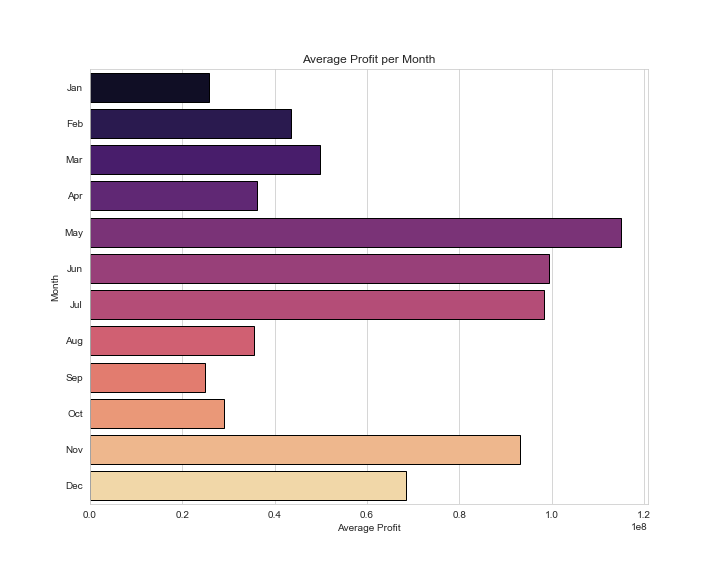 Average Profit per Month
Jan
Feb
Mar
Apr
May
Jun
Jul
Aug
Sep
Oct
Nov
Dec
Month
0.0 0.2 0.4 0.6 0.8 1.0 1.2
1e8
Average Profit